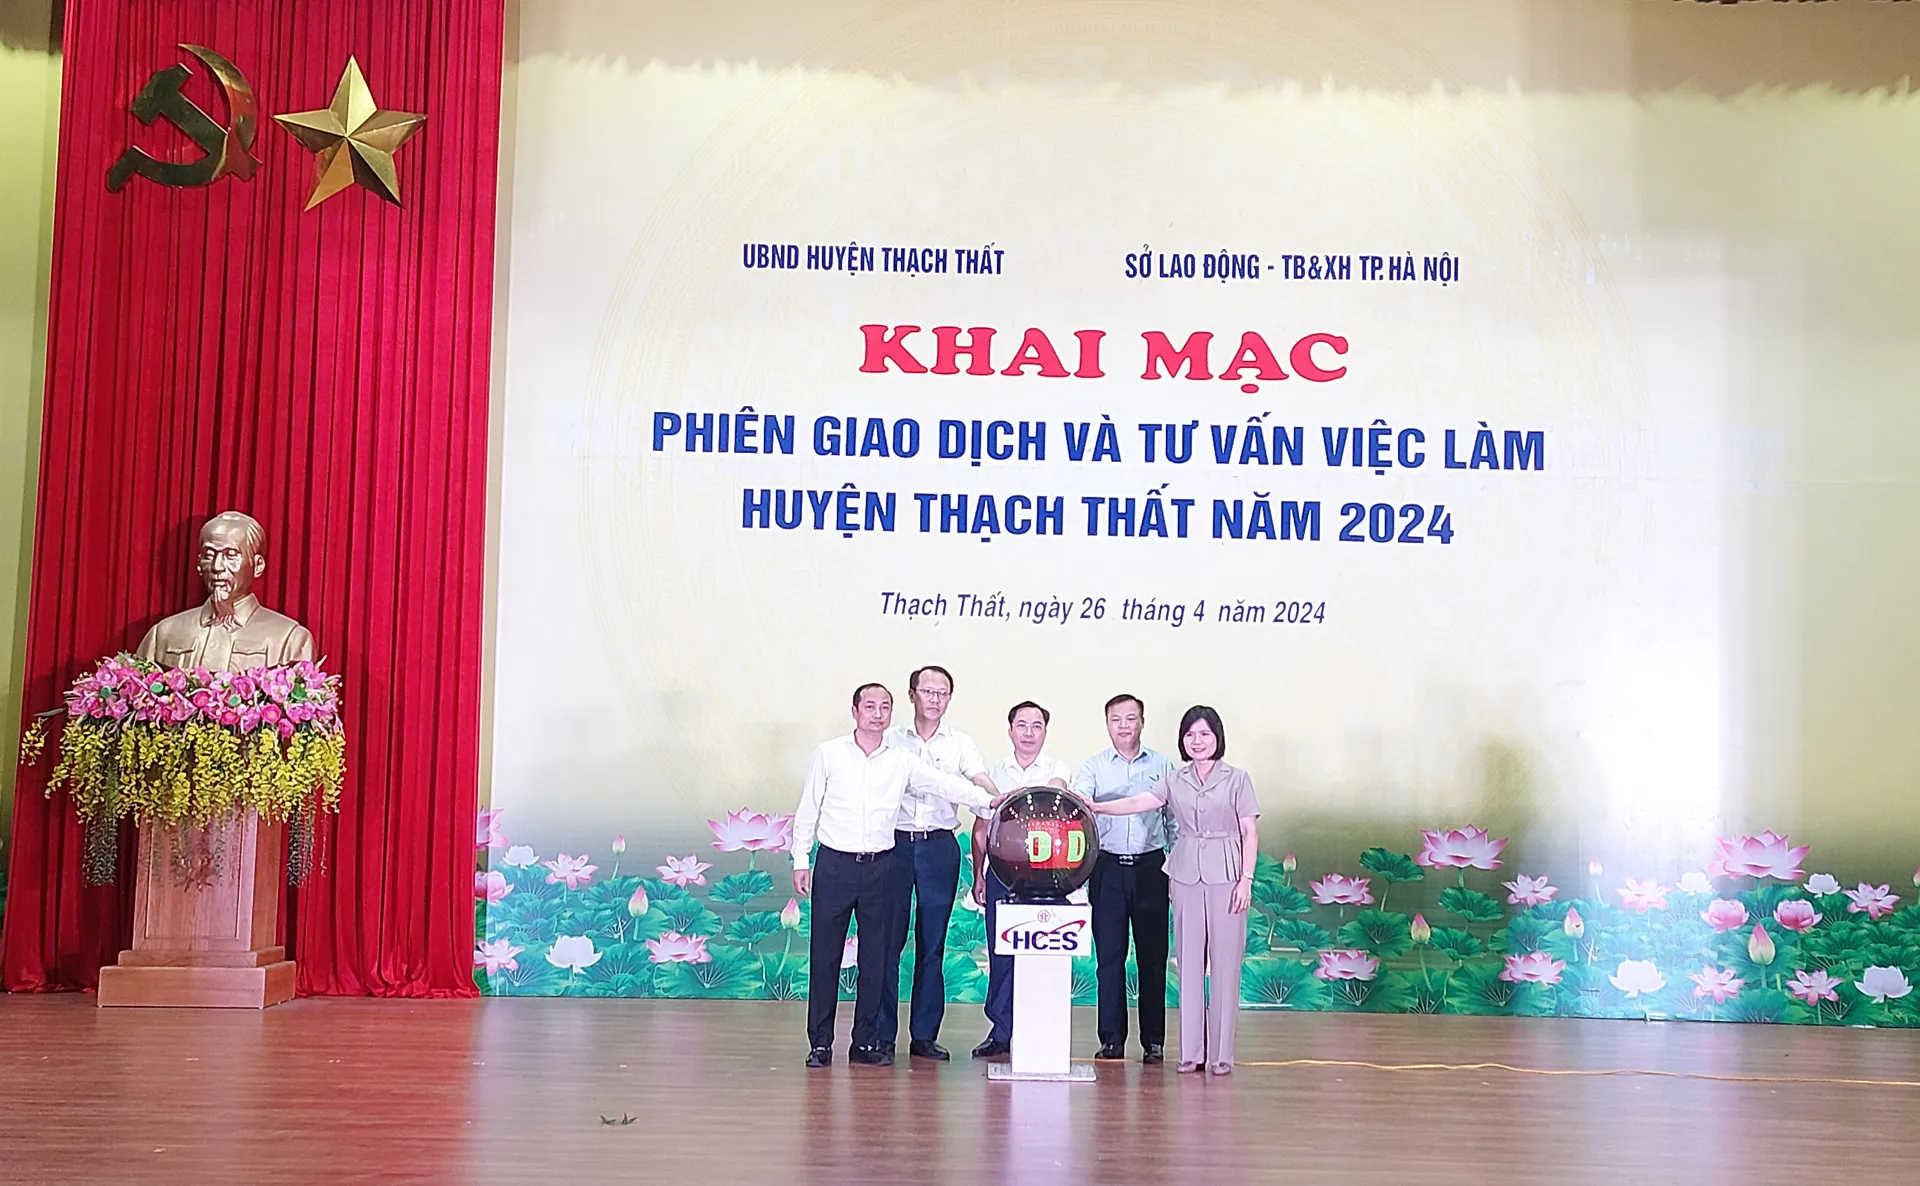 UBND HUYỆN THẠCH THẤT
SỞ LAO ĐỘNG - TB&XH TP. HÀ NỘI
KHAI MẠC
PHIÊN GIAO DỊCH VÀ TƯ VẤN VIỆC LÀM
HUYỆN THẠCH THẤT NĂM 2024
Thạch Thất, ngày 26 tháng 4 năm 2024
D D
HCES